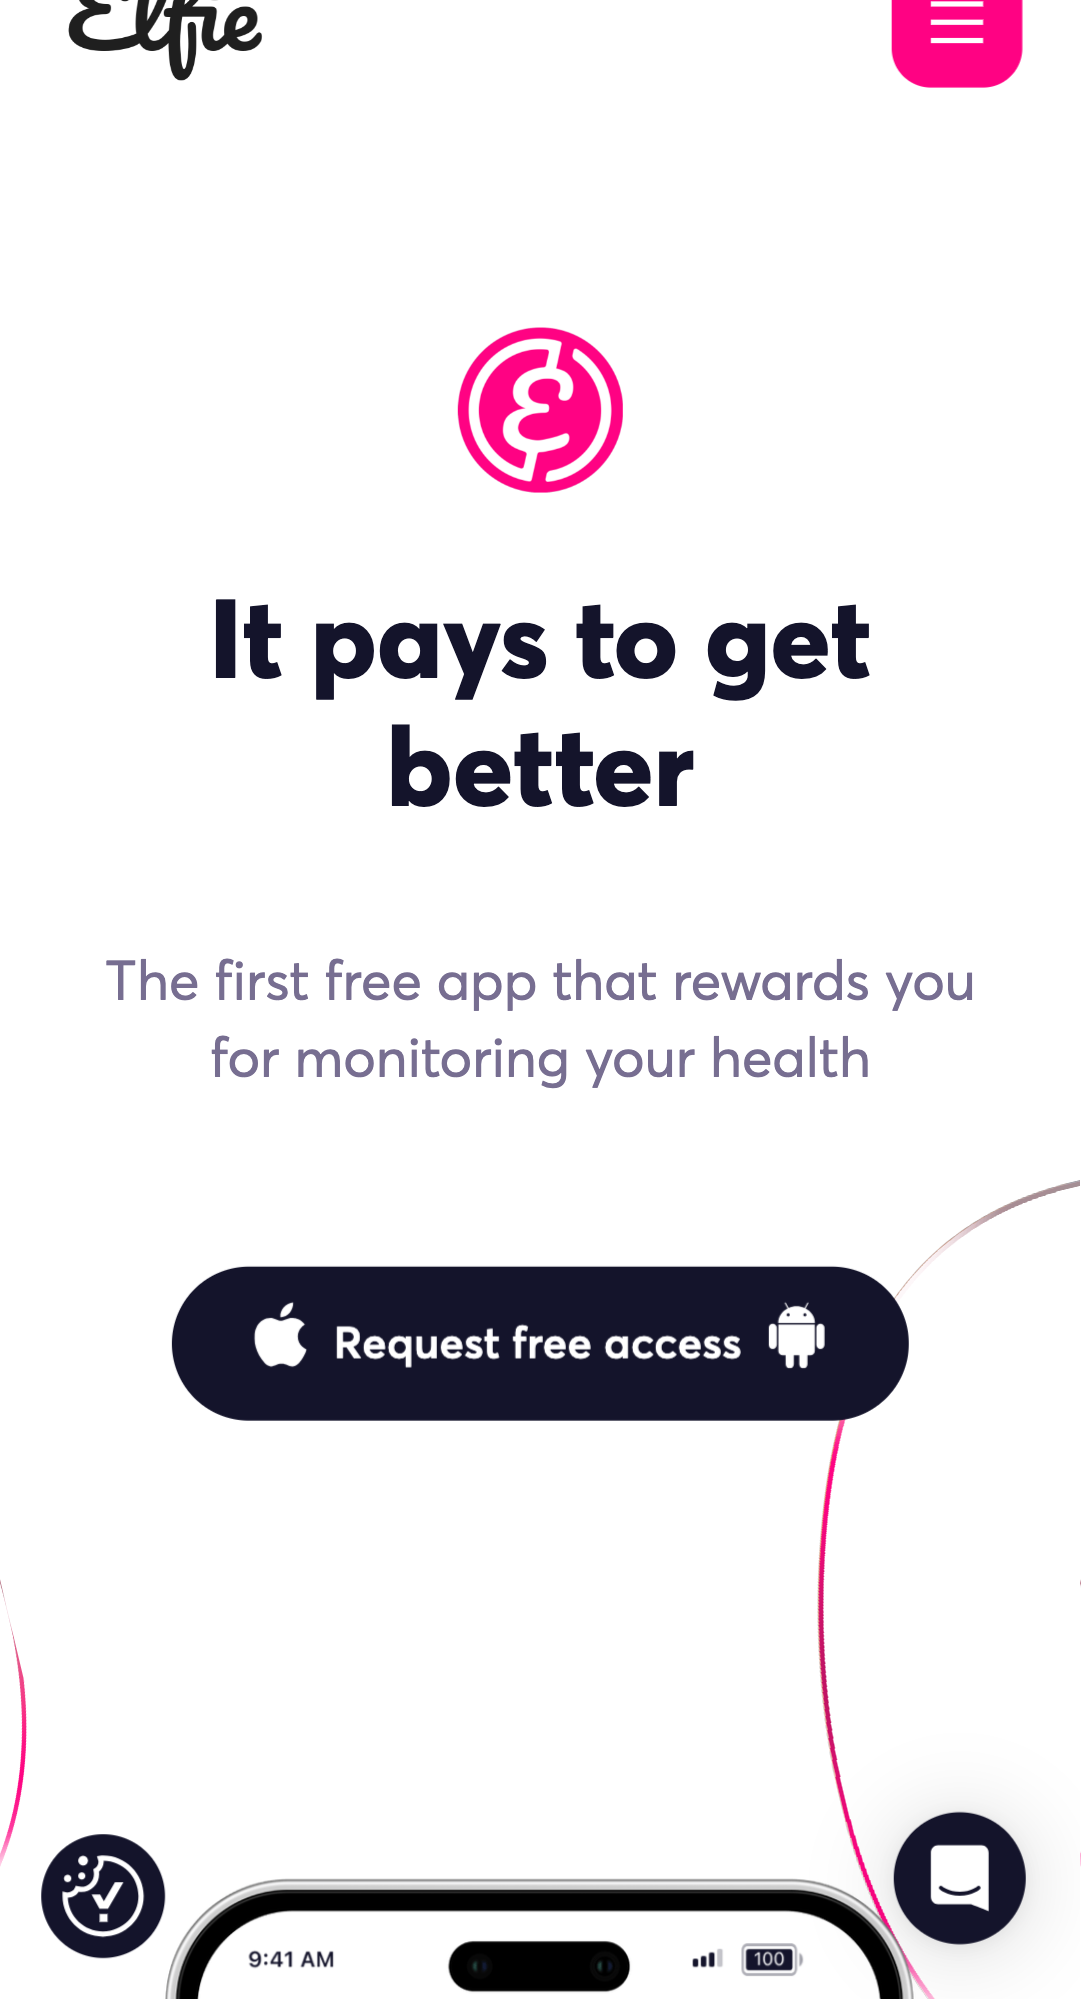 Elfie
It pays to get
better
The first free app that rewards you
for monitoring your health
Request free access
9:41 AM
100